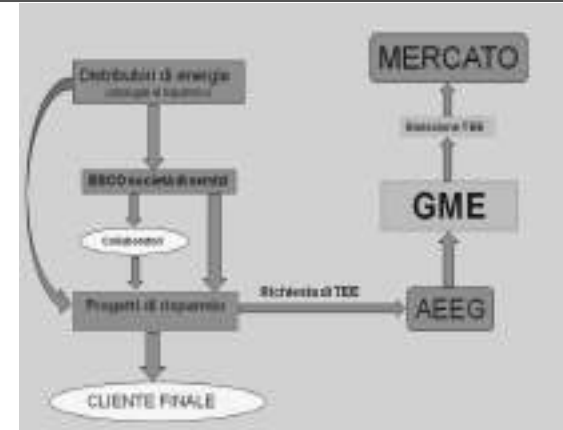 Distributori di energia
MERCATO
Emissione TEE
ESCO società di servizi
GME
Collaboratori
Richiesta di TEE
Progetti di risparmio
AEEG
CLIENTE FINALE